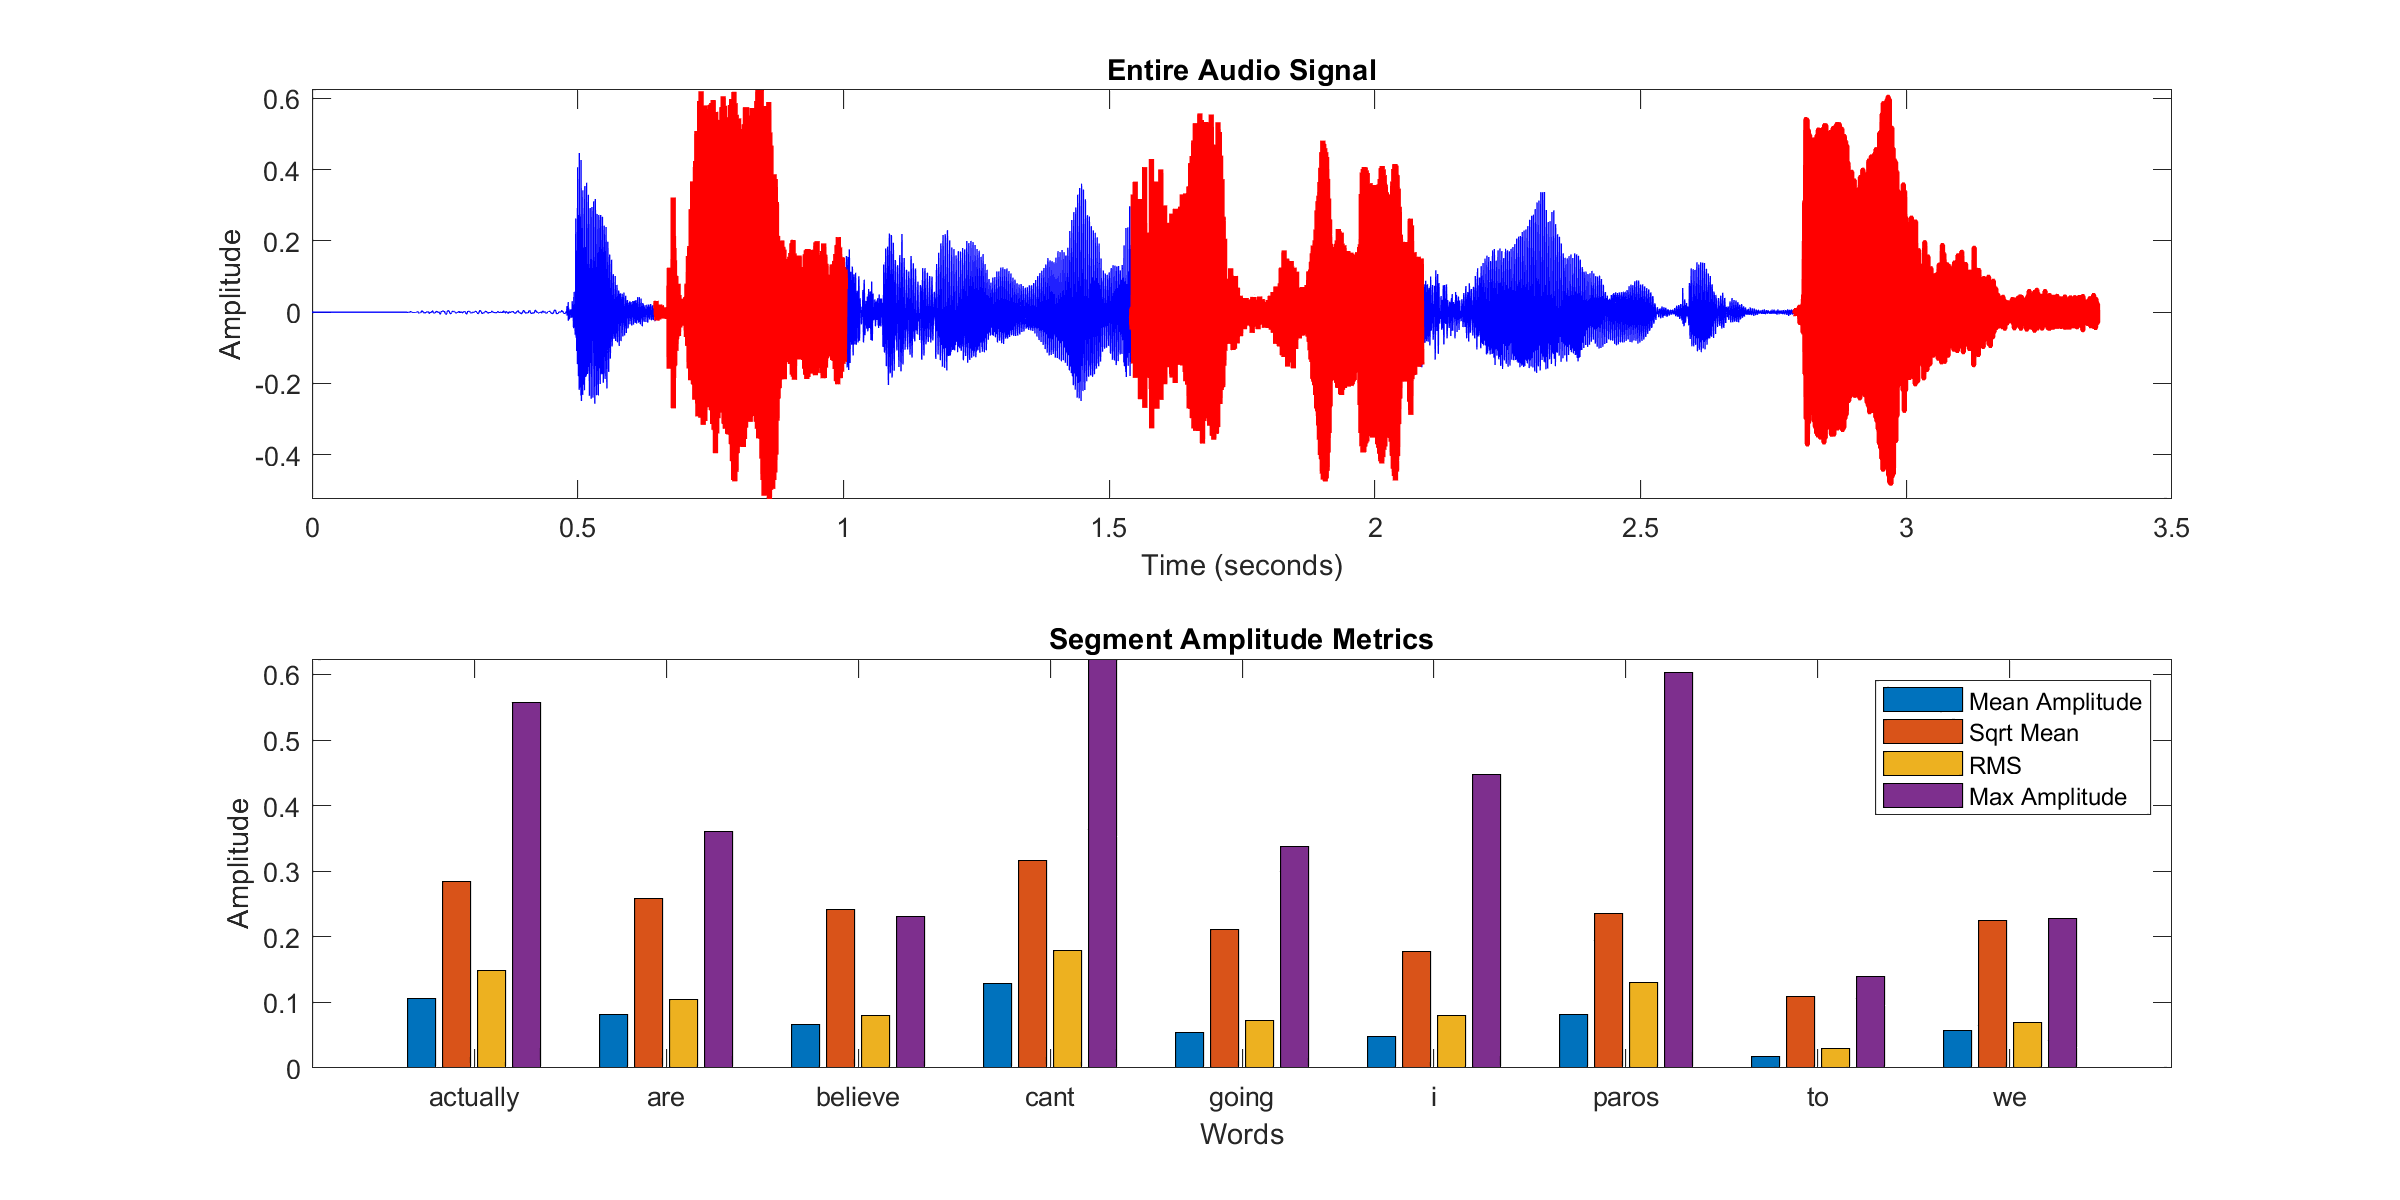 Entire Audio Signal
0.6
0.4
0.2
0
-0.2
-0.4
Amplitude
0 0.5 1 1.5 2 2.5 3 3.5
Time (seconds)
Segment Amplitude Metrics
0.6
0.5
0.4
0.3
0.2
0.1
0
Amplitude
Mean Amplitude
Sqrt Mean
RMS
Max Amplitude
actually are believe cant going i paros to we
Words